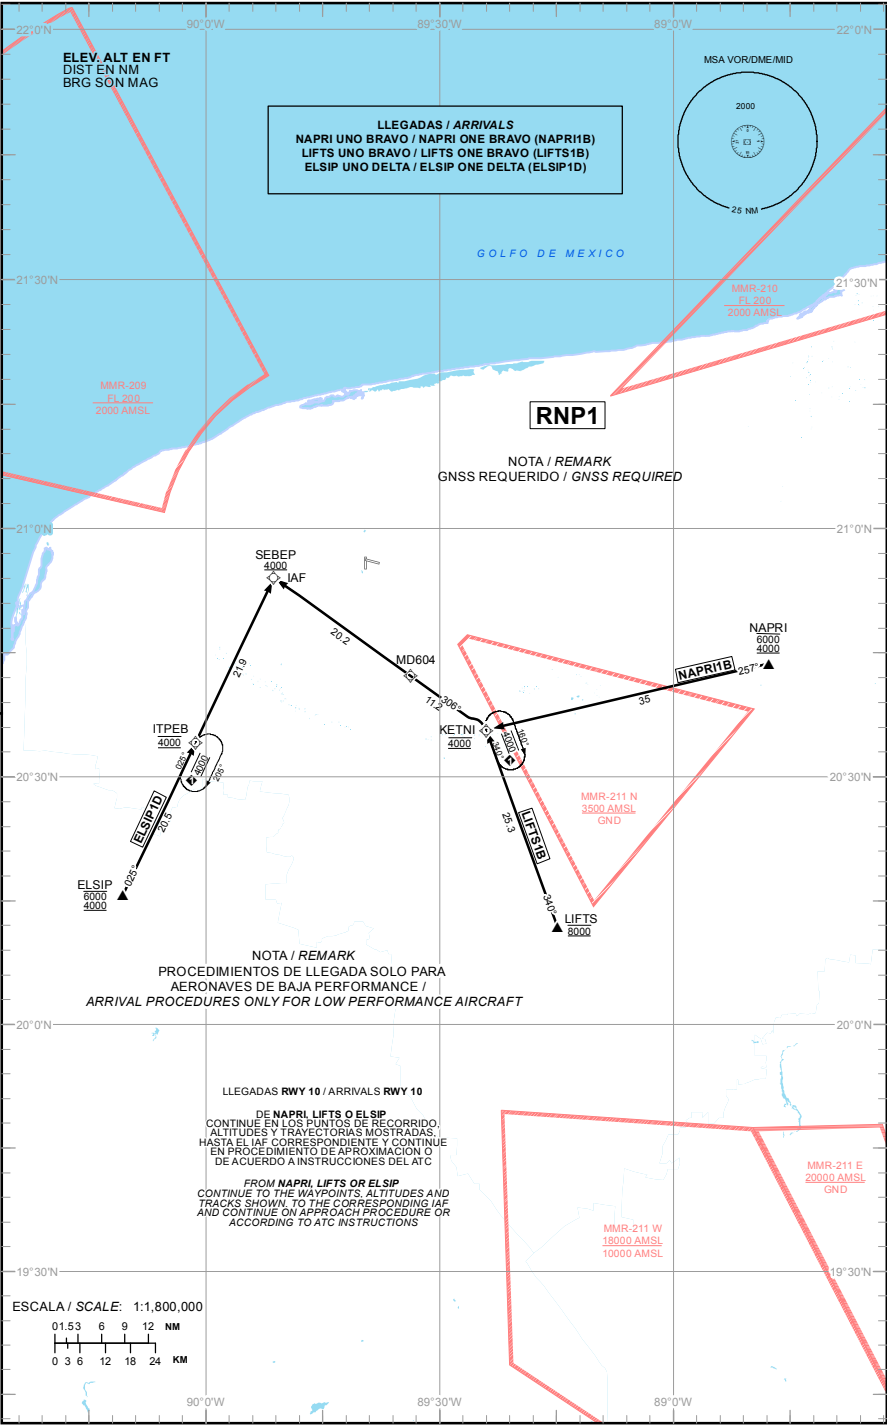 90°0'W
89°30'W
89°0'W
22°0'N
22°0'N
ELEV. ALT EN FT
DIST EN NM
BRG SON MAG
MSA VOR/DME/MID
2000
25 NM
LLEGADAS / ARRIVALS
NAPRI UNO BRAVO / NAPRI ONE BRAVO (NAPRI1B)
LIFTS UNO BRAVO / LIFTS ONE BRAVO (LIFTS1B)
ELSIP UNO DELTA / ELSIP ONE DELTA (ELSIP1D)
GOLFO DE MEXICO
21°30'N
21°30'N
MMR-210
FL 200
2000 AMSL
MMR-209
FL 200
2000 AMSL
RNP1
NOTA / REMARK
GNSS REQUERIDO / GNSS REQUIRED
21°0'N
21°0'N
SEBEP
4000
IAF
20.2
21.9
MD604
11.2
306°
NAPRI
6000
4000
257°
NAPRI1B
35
ITPEB
4000
025°
4000
205°
KETNI
4000
340°
4000
160°
20°30'N
20°30'N
MMR-211 N
3500 AMSL
GND
ELSIP1D
20.5
025°
ELSIP
6000
4000
25.3
LIFTS1B
340°
LIFTS
8000
NOTA / REMARK
PROCEDIMIENTOS DE LLEGADA SOLO PARA
AERONAVES DE BAJA PERFORMANCE /
ARRIVAL PROCEDURES ONLY FOR LOW PERFORMANCE AIRCRAFT
20°0'N
20°0'N
LLEGADAS RWY 10 / ARRIVALS RWY 10
DE NAPRI, LIFTS O ELSIP
CONTINUE EN LOS PUNTOS DE RECORRIDO,
ALTITUDES Y TRAYECTORIAS MOSTRADAS,
HASTA EL IAF CORRESPONDIENTE Y CONTINUE
EN PROCEDIMIENTO DE APROXIMACION O
DE ACUERDO A INSTRUCCIONES DEL ATC
FROM NAPRI, LIFTS OR ELSIP
CONTINUE TO THE WAYPOINTS, ALTITUDES AND
TRACKS SHOWN, TO THE CORRESPONDING IAF
AND CONTINUE ON APPROACH PROCEDURE OR
ACCORDING TO ATC INSTRUCTIONS
MMR-211 E
20000 AMSL
GND
MMR-211 W
18000 AMSL
10000 AMSL
19°30'N
19°30'N
ESCALA / SCALE: 1:1,800,000
0 1.5 3 6 9 12 NM
0 3 6 12 18 24 KM
90°0'W
89°30'W
89°0'W